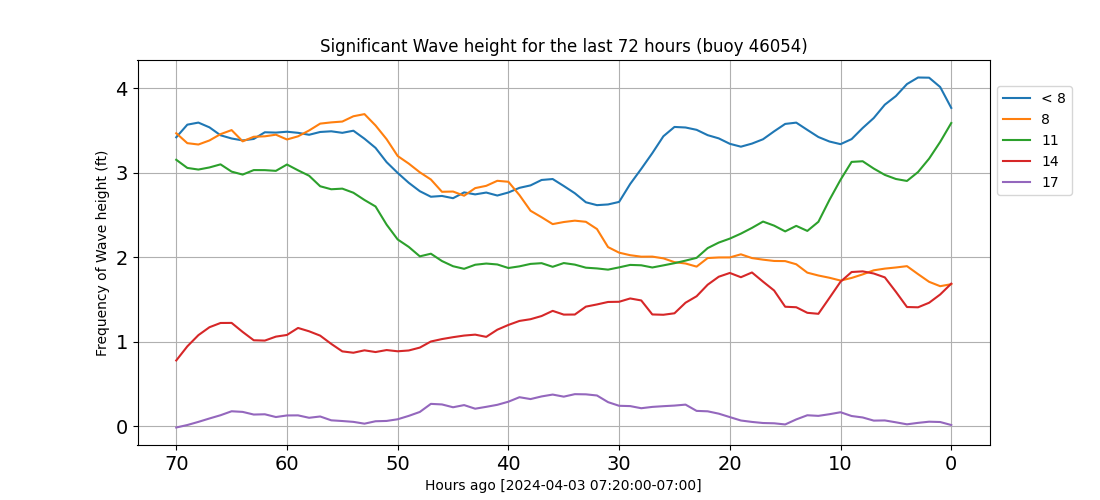 Significant Wave height for the last 72 hours (buoy 46054)
Frequency of Wave height (ft)
4
3
2
1
0
70 60 50 40 30 20 10 0
Hours ago [2024-04-03 07:20:00-07:00]
< 8
8
11
14
17